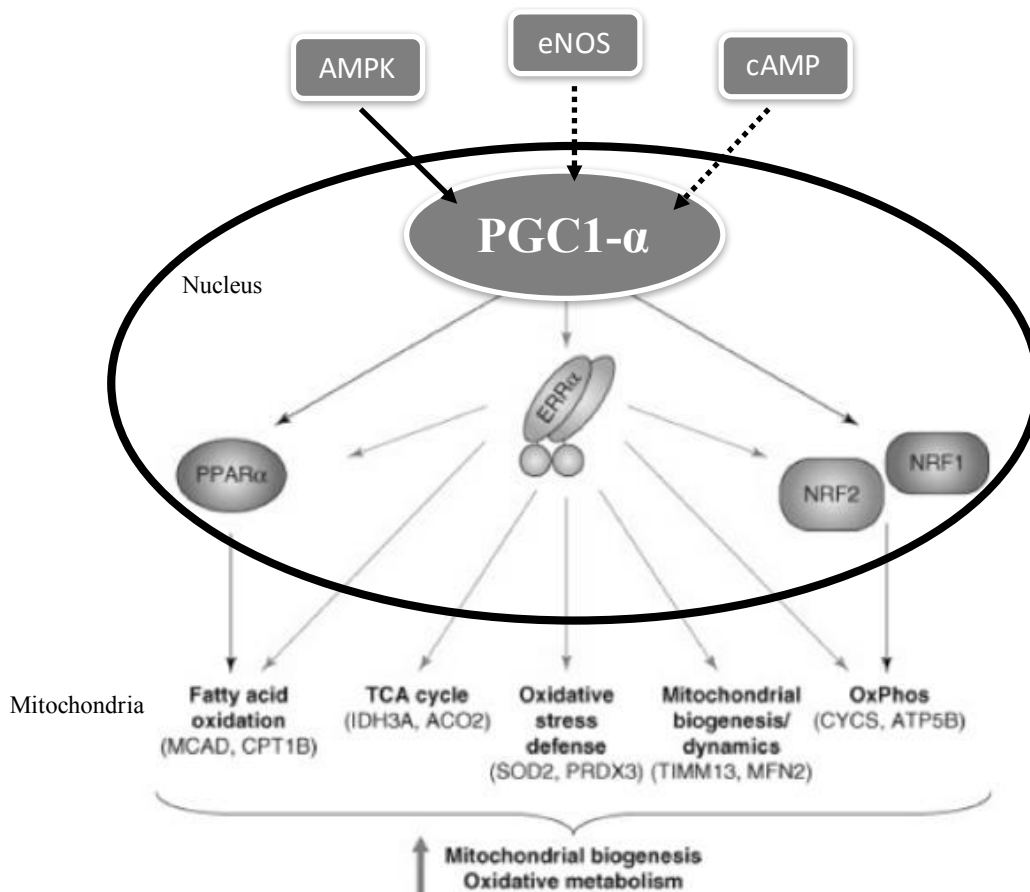 AMPK
eNOS
cAMP
PGC1-α
Nucleus
ERRα
PPARα
NRF2
NRF1
Mitochondria
Fatty acid
oxidation
(MCAD, CPT1B)
TCA cycle
(IDH3A, ACO2)
Oxidative
stress
defense
(SOD2, PRDX3)
Mitochondrial
biogenesis/
dynamics
(TIMM13, MFN2)
OxPhos
(CYCS, ATP5B)
Mitochondrial biogenesis
Oxidative metabolism